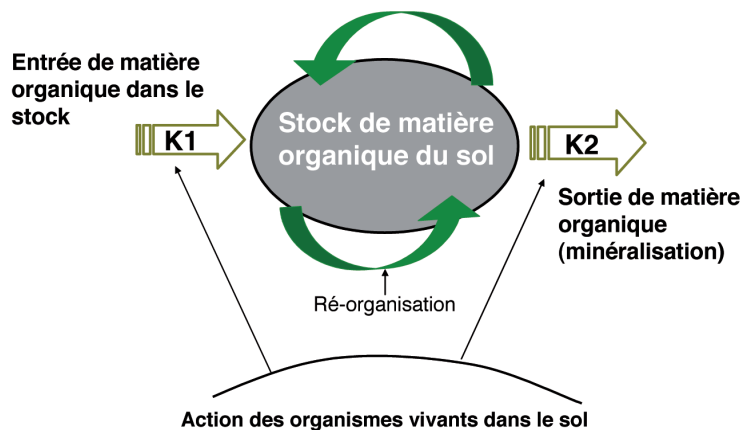 Entrée de matière
organique dans le
stock
K1
Stock de matière
organique du sol
K2
Sortie de matière
organique
(minéralisation)
Ré-organisation
Action des organismes vivants dans le sol